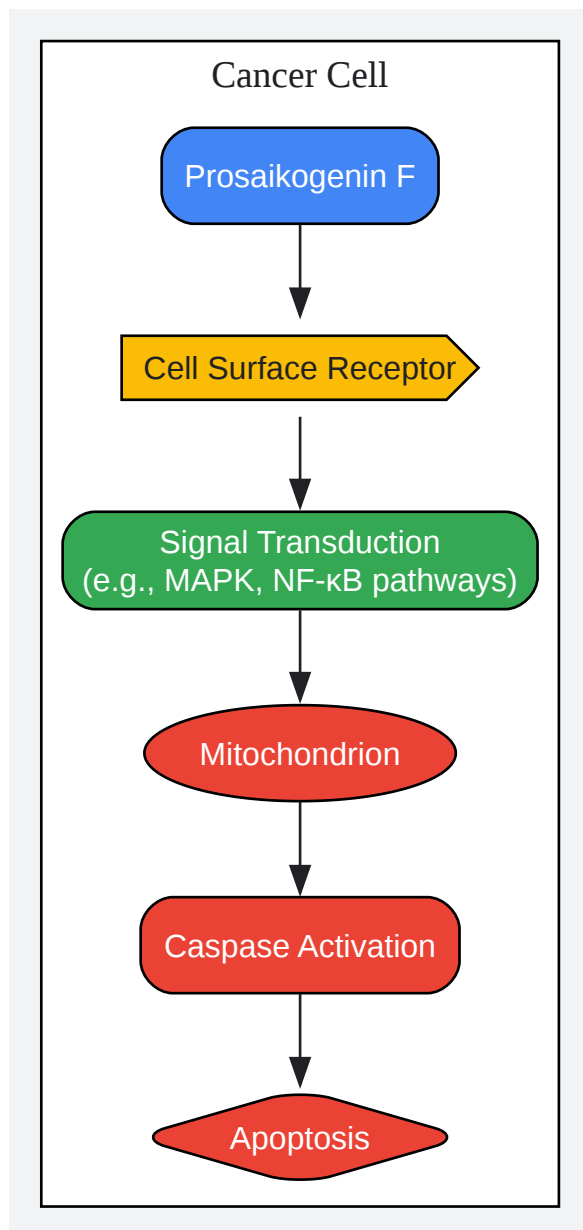 Cancer Cell
Prosaikogenin F
Cell Surface Receptor
Signal Transduction
(e.g., MAPK, NF-κB pathways)
Mitochondrion
Caspase Activation
Apoptosis